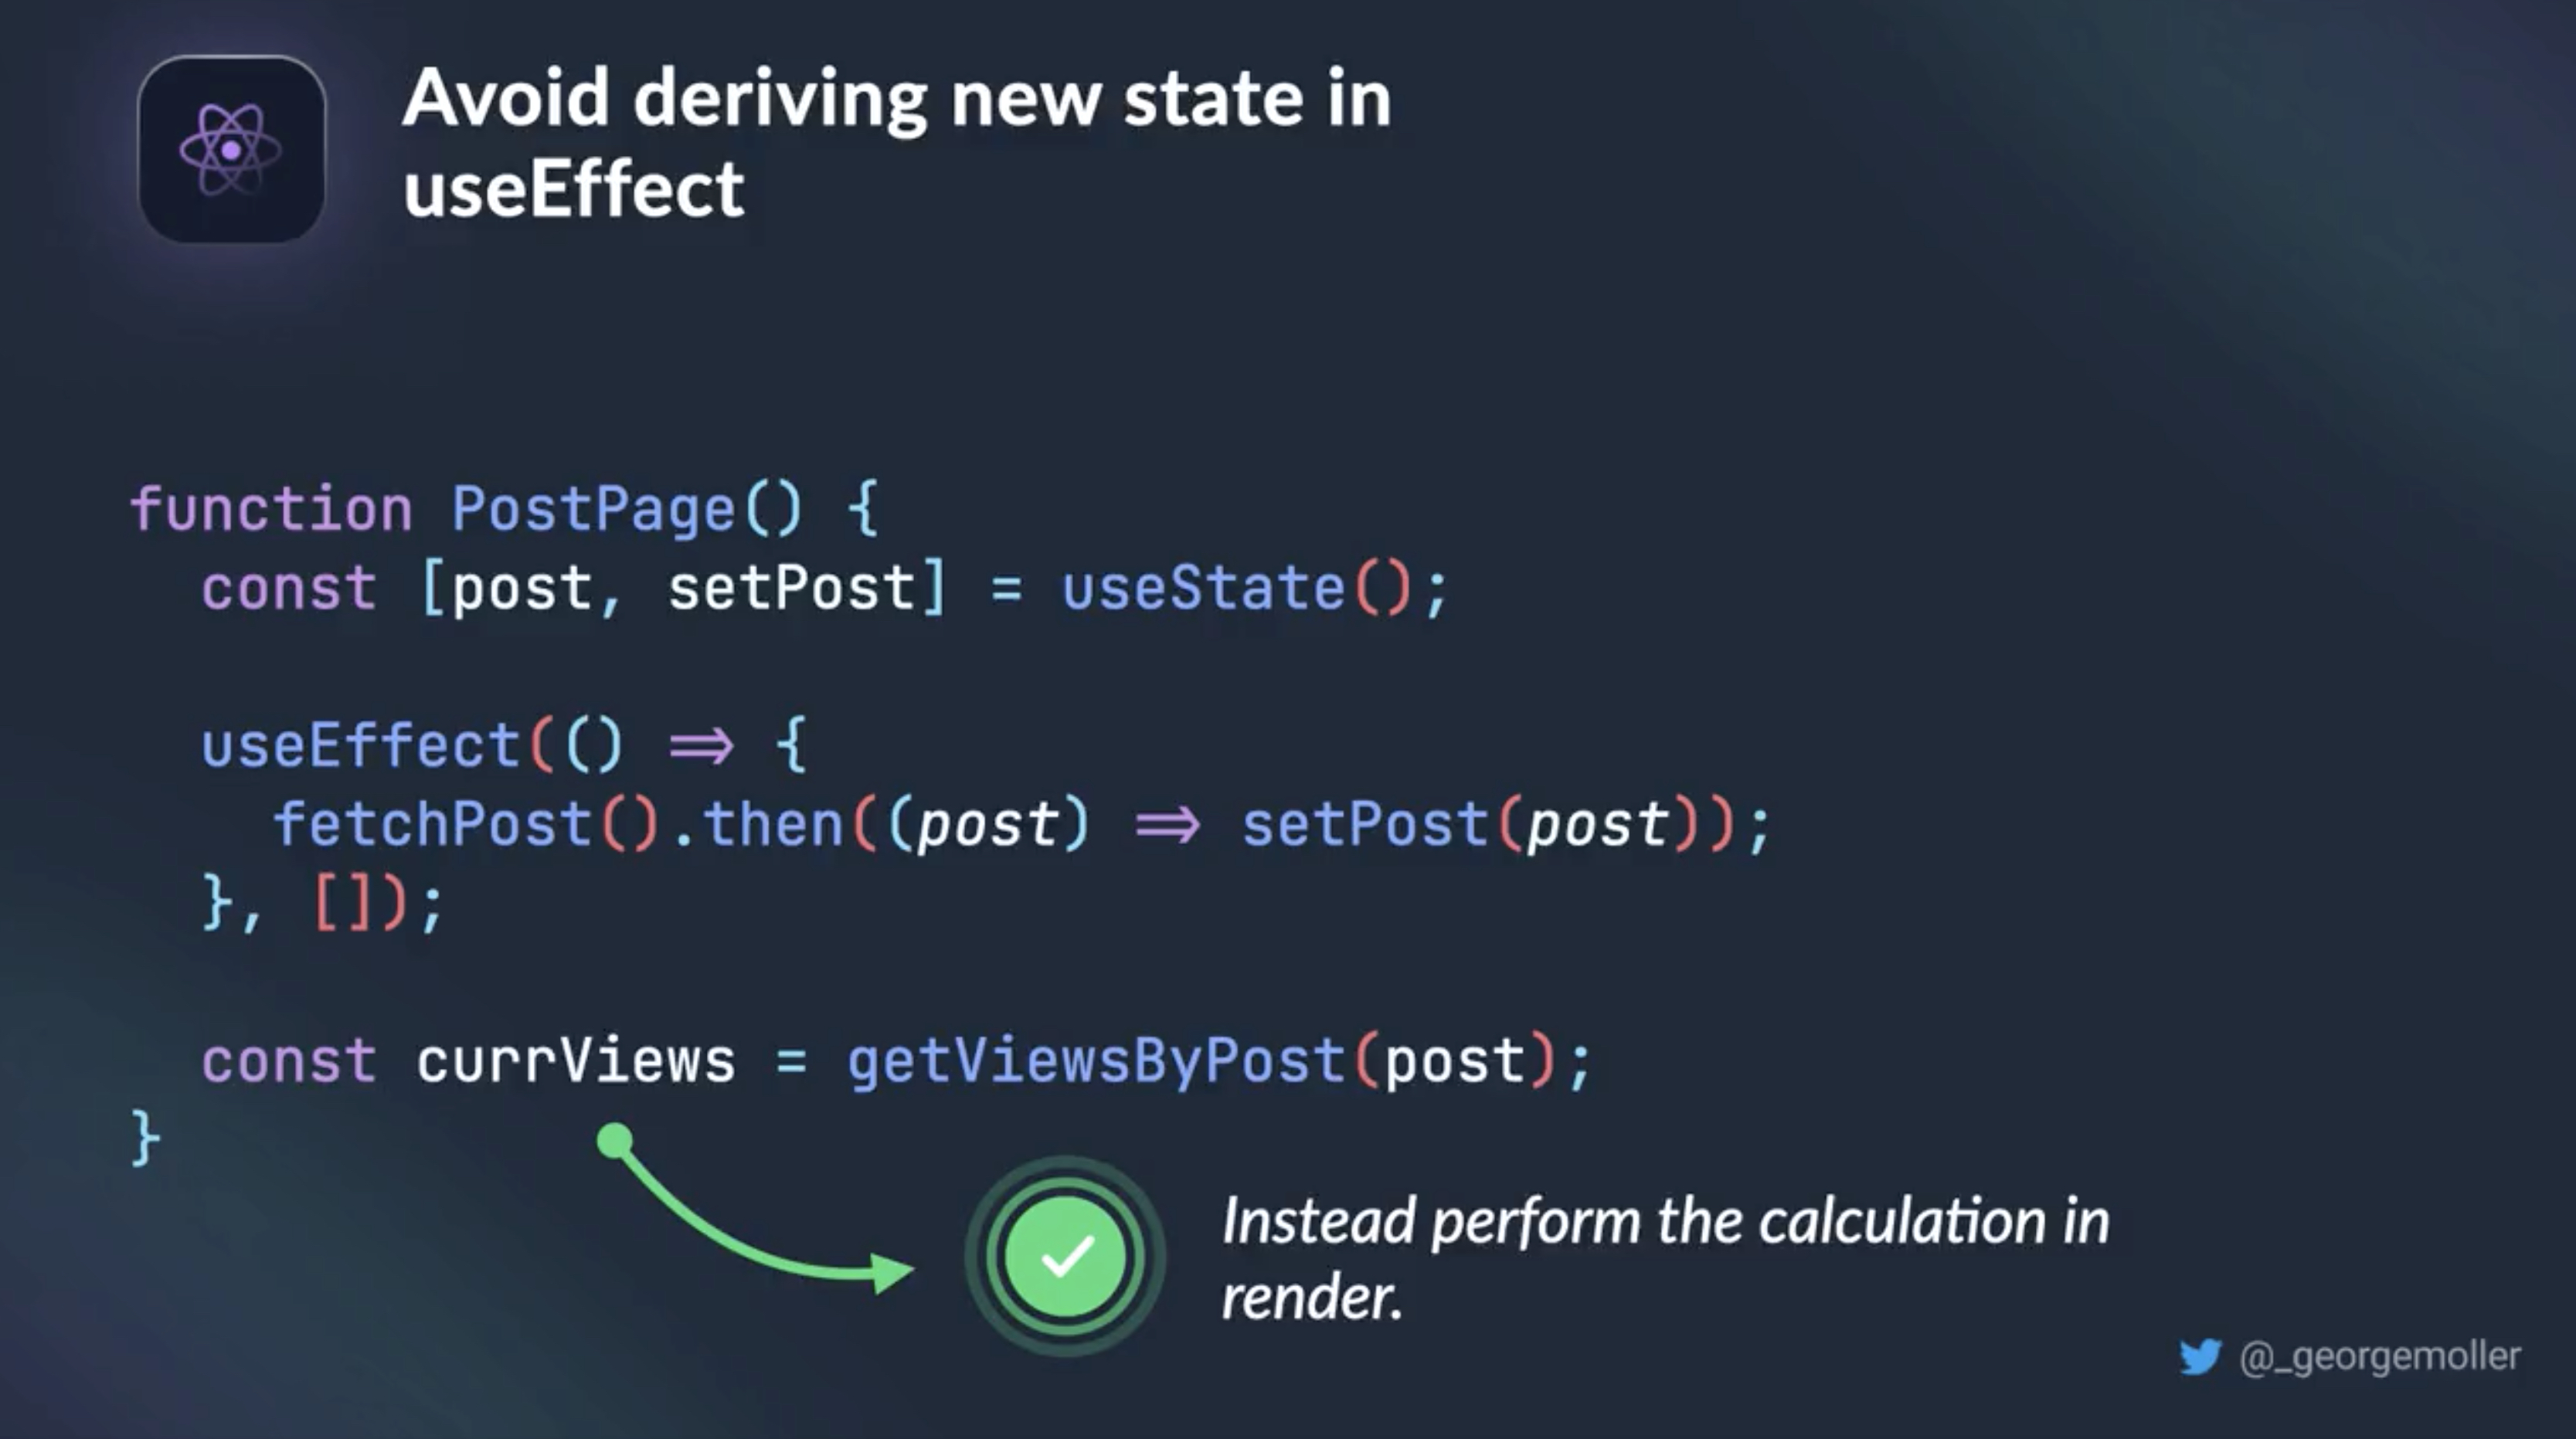 Avoid deriving new state in
useEffect
function PostPage() {
  const [post, setPost] = useState();
  useEffect(() => {
    fetchPost().then((post) => setPost(post));
  }, []);
  const currViews = getViewsByPost(post);
}
Instead perform the calculation in
render.
@_georgemoller